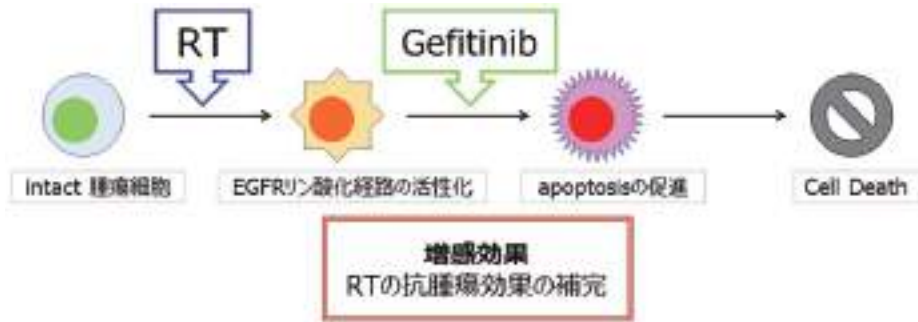 RT
Gefitinib
intact 腫瘍細胞
EGFRリン酸化経路の活性化
apoptosisの促進
Cell Death
増感効果
RTの抗腫瘍効果の補完